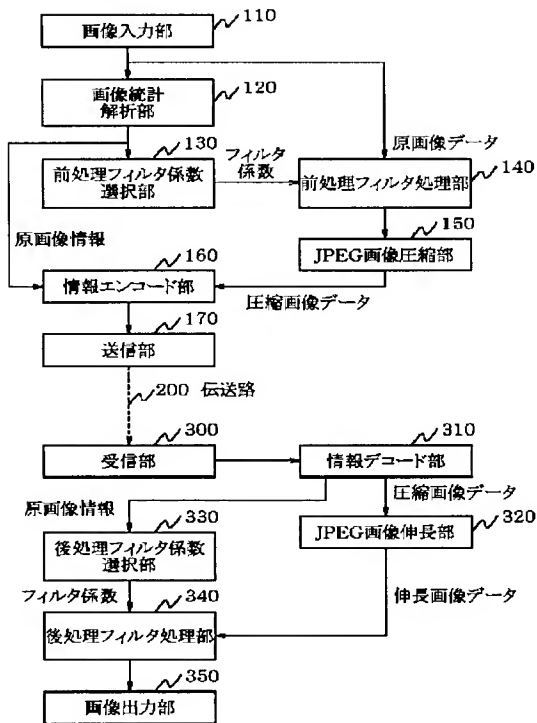 110
画像入力部
120
画像統計
解析部
130
フィルタ
係数
原画像データ
140
前処理フィルタ係数
選択部
前処理フィルタ処理部
150
原画像情報
JPEG画像圧縮部
160
情報エンコード部
圧縮画像データ
170
送信部
200 伝送路
300
310
受信部
情報デコード部
原画像情報
圧縮画像データ
330
320
後処理フィルタ係数
選択部
JPEG画像伸長部
フィルタ係数
340
伸長画像データ
後処理フィルタ処理部
350
画像出力部